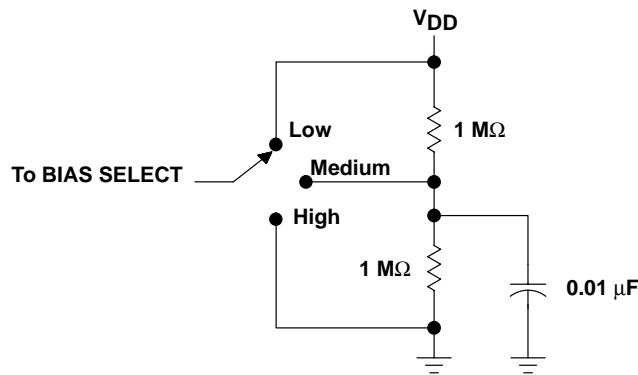 VDD
Low
1 MΩ
To BIAS SELECT
Medium
High
1 MΩ
0.01 μF